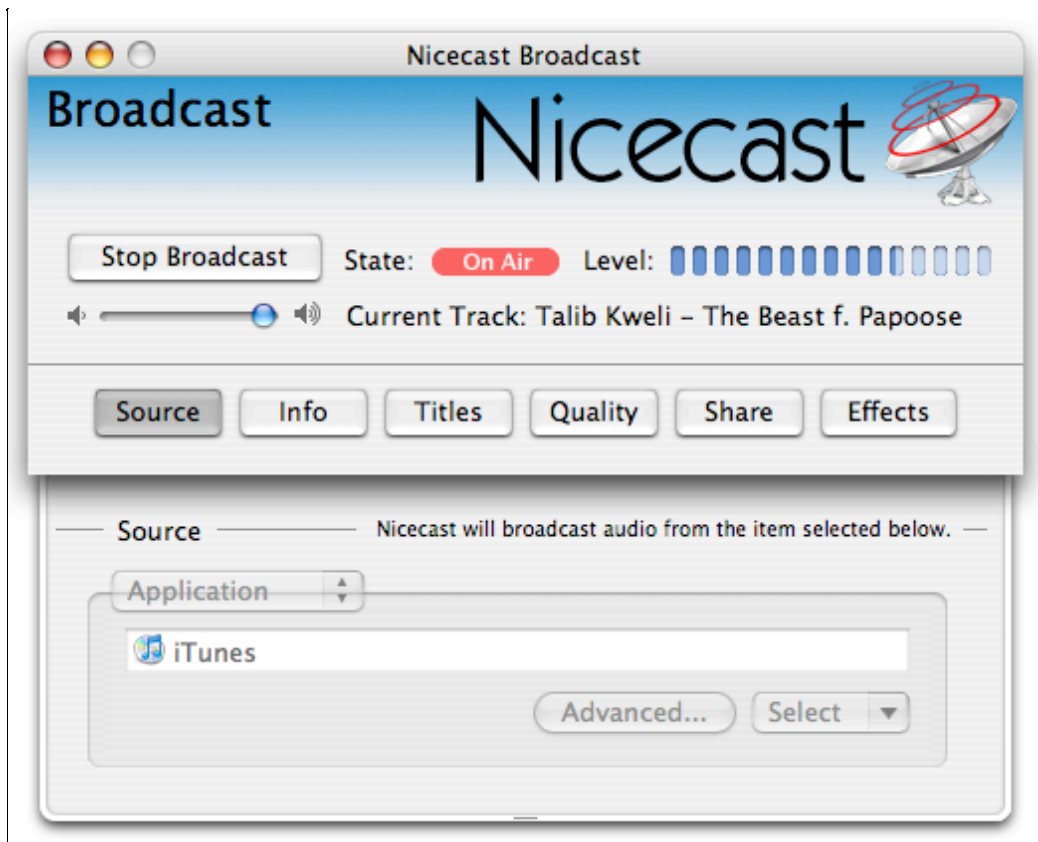 Nicecast Broadcast
Broadcast
Nicecast
Stop Broadcast State: On Air Level:
Current Track: Talib Kweli – The Beast f. Papoose
Source Info Titles Quality Share Effects
Source Nicecast will broadcast audio from the item selected below.
Application
iTunes
Advanced... Select